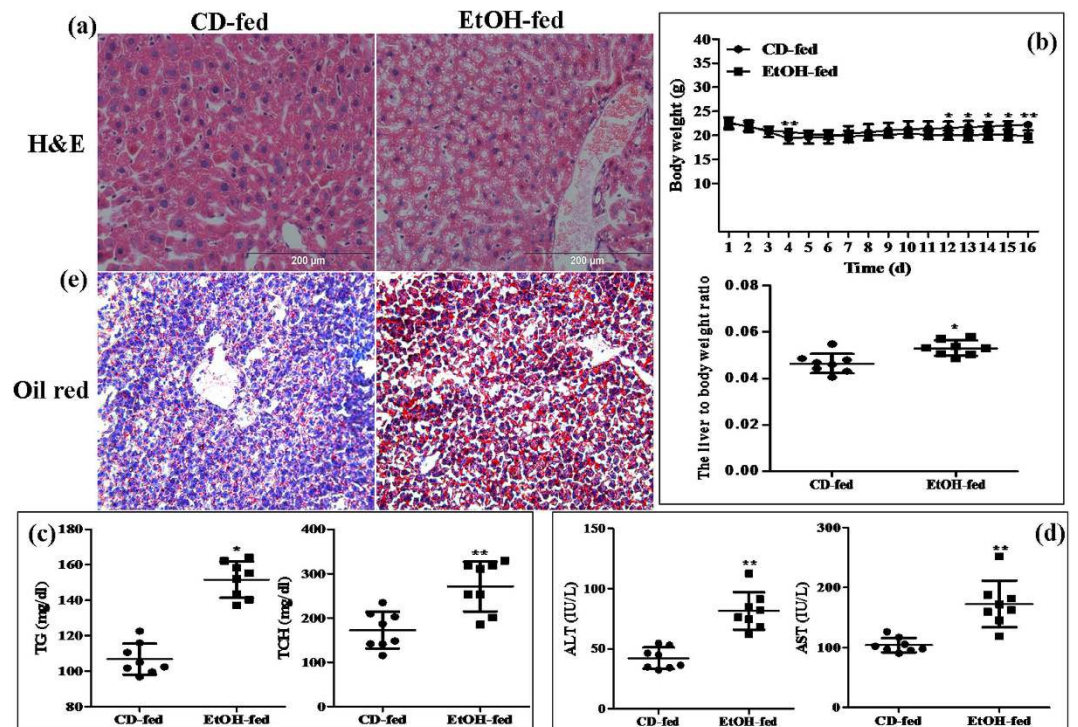 (a)
CD-fed
EtOH-fed
H&E
200 μm
200 μm
(e)
Oil red
(b)
CD-fed
EtOH-fed
Body weight (g)
40
35
30
25
20
15
10
** * * * * **
1 2 3 4 5 6 7 8 9 10 11 12 13 14 15 16
Time (d)
The liver to body weight ratio
0.08
0.06
0.04
0.02
0.00
*
CD-fed
EtOH-fed
(c)
TG (mg/dl)
180
160
140
120
100
80
*
CD-fed
EtOH-fed
TCH (mg/dl)
400
300
200
100
0
**
CD-fed
EtOH-fed
(d)
ALT (IU/L)
150
100
50
0
**
CD-fed
EtOH-fed
AST (IU/L)
300
200
100
0
**
CD-fed
EtOH-fed